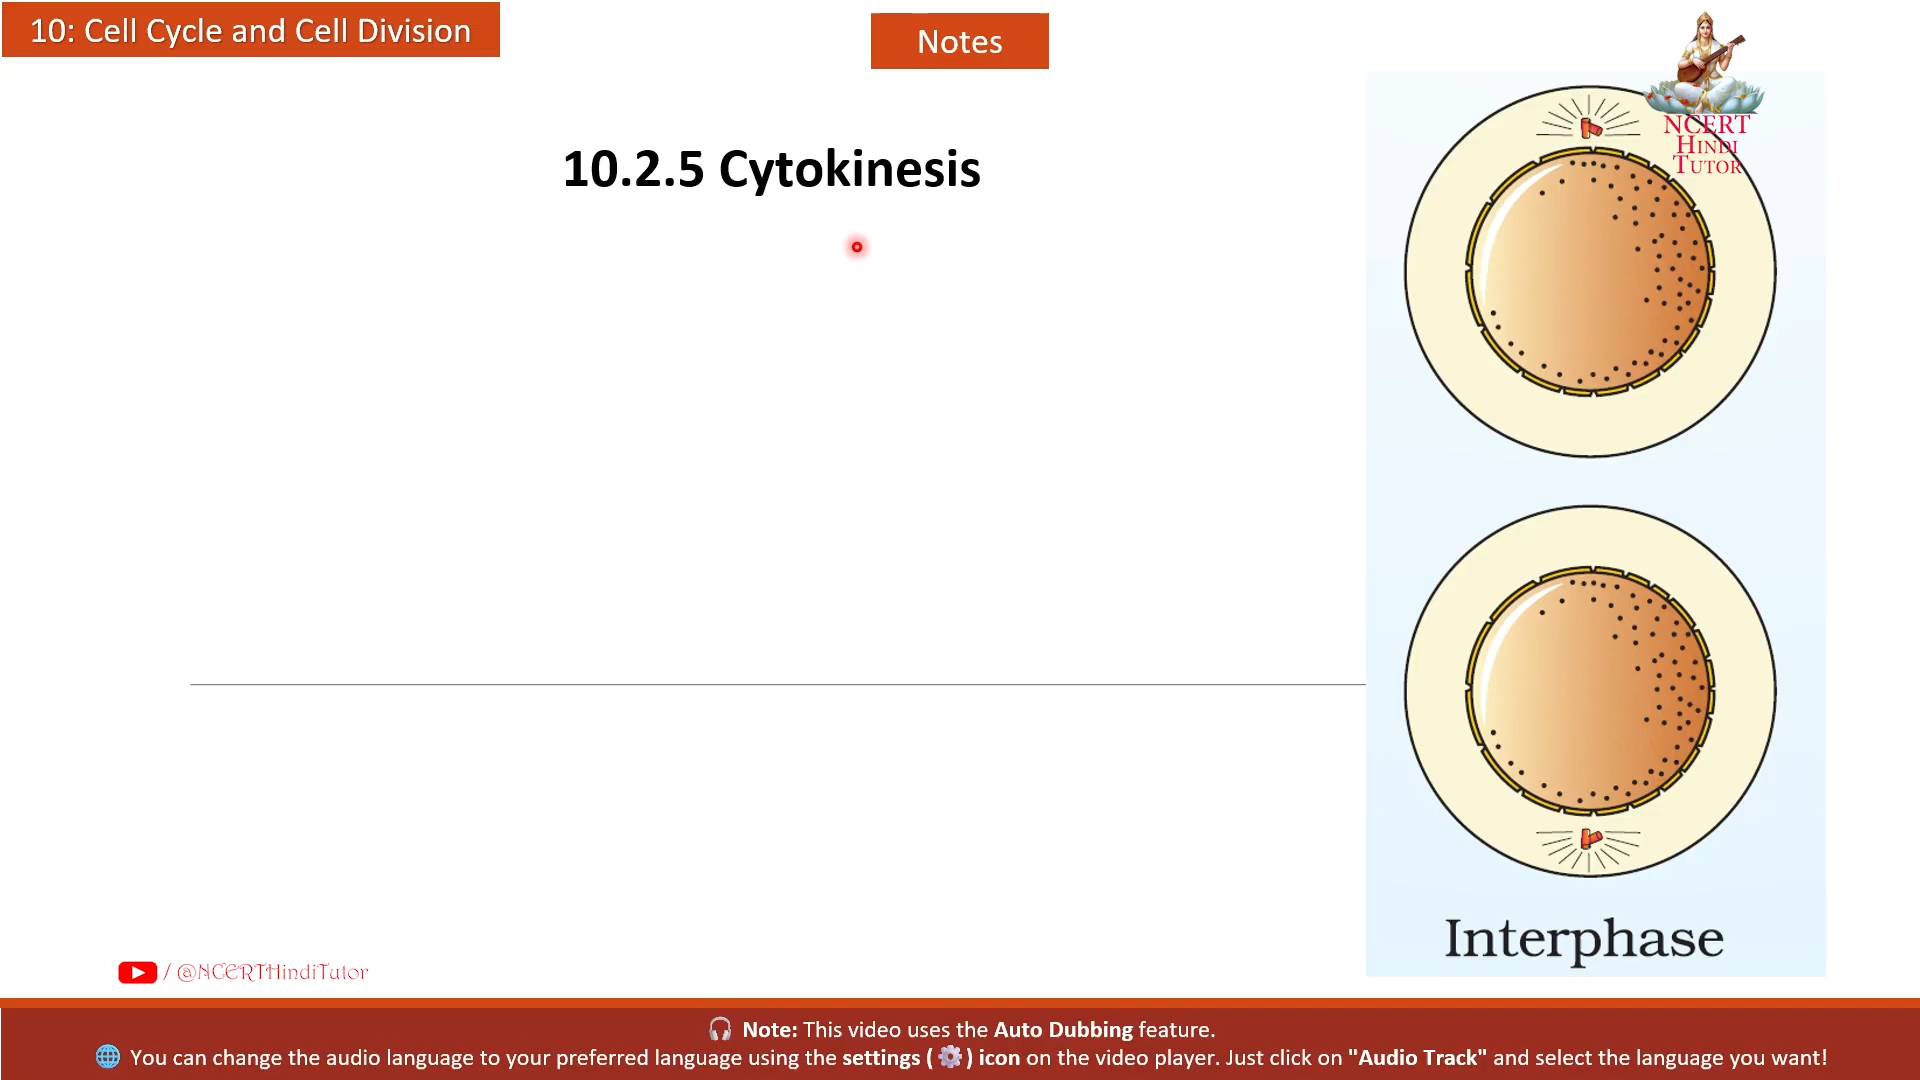 10: Cell Cycle and Cell Division
Notes
NCERT
HINDI
TUTOR
10.2.5 Cytokinesis
Interphase
/ @NCERTHindiTutor
Note: This video uses the Auto Dubbing feature.
You can change the audio language to your preferred language using the settings ( ) icon on the video player. Just click on "Audio Track" and select the language you want!